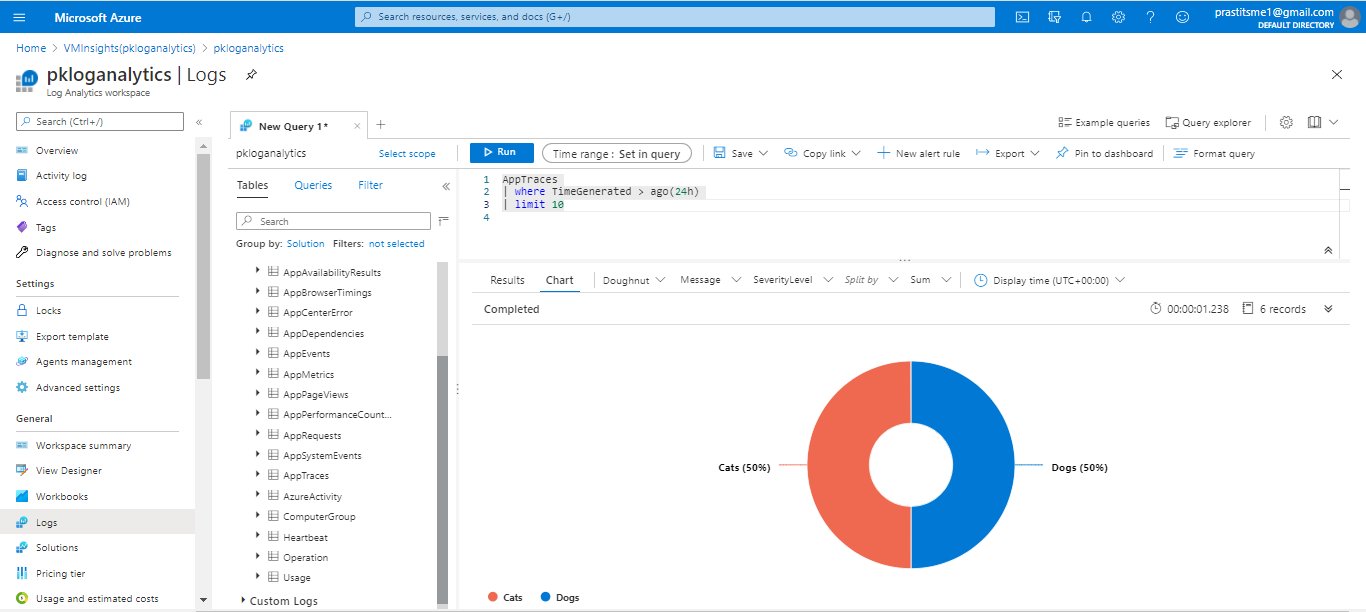 Microsoft Azure
Search resources, services, and docs (G+/)
prastitsme1@gmail.com
DEFAULT DIRECTORY
Home > VMInsights(pkloganalytics) > pkloganalytics
pkloganalytics | Logs
Log Analytics workspace
Search (Ctrl+/)
«
Overview
Activity log
Access control (IAM)
Tags
Diagnose and solve problems
Settings
Locks
Export template
Agents management
Advanced settings
General
Workspace summary
View Designer
Workbooks
Logs
Solutions
Pricing tier
Usage and estimated costs
New Query 1*
Example queries
Query explorer
pkloganalytics
Select scope
Run
Time range : Set in query
Save
Copy link
New alert rule
Export
Pin to dashboard
Format query
Tables
Queries
Filter
«
Search
Group by: Solution Filters: not selected
AppAvailabilityResults
AppBrowserTimings
AppCenterError
AppDependencies
AppEvents
AppMetrics
AppPageViews
AppPerformanceCount...
AppRequests
AppSystemEvents
AppTraces
AzureActivity
ComputerGroup
Heartbeat
Operation
Usage
Custom Logs
1 AppTraces
2 | where TimeGenerated > ago(24h)
3 | limit 10
4
Results
Chart
Doughnut
Message
SeverityLevel
Split by
Sum
Display time (UTC+00:00)
Completed
00:00:01.238
6 records
Cats (50%)
Dogs (50%)
Cats
Dogs